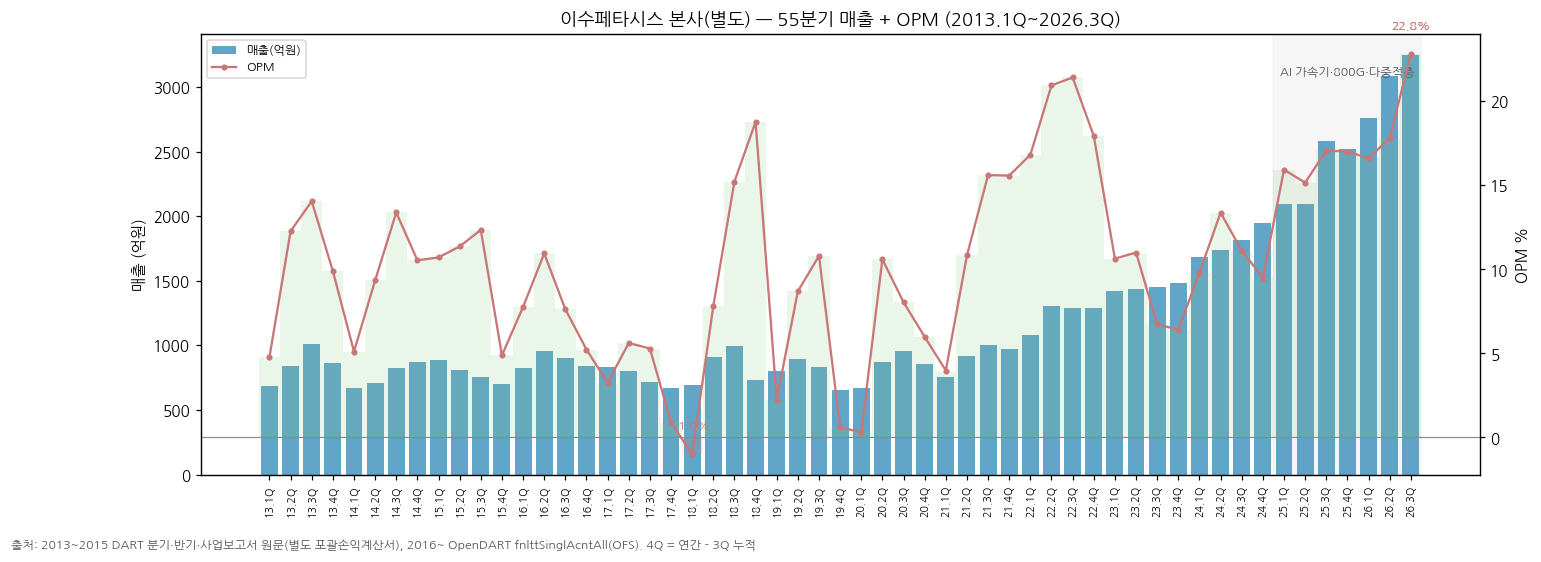 이수페타시스 본사(별도) — 55분기 매출 + OPM (2013.1Q~2026.3Q)
22.8%
매출(억원)
OPM
AI 가속기·800G·다중적층
3000
2500
2000
1500
1000
500
0
매출 (억원)
20
15
10
5
0
OPM %
13.1Q 13.2Q 13.3Q 13.4Q 14.1Q 14.2Q 14.3Q 14.4Q 15.1Q 15.2Q 15.3Q 15.4Q 16.1Q 16.2Q 16.3Q 16.4Q 17.1Q 17.2Q 17.3Q 17.4Q 18.1Q 18.2Q 18.3Q 18.4Q 19.1Q 19.2Q 19.3Q 19.4Q 20.1Q 20.2Q 20.3Q 20.4Q 21.1Q 21.2Q 21.3Q 21.4Q 22.1Q 22.2Q 22.3Q 22.4Q 23.1Q 23.2Q 23.3Q 23.4Q 24.1Q 24.2Q 24.3Q 24.4Q 25.1Q 25.2Q 25.3Q 25.4Q 26.1Q 26.2Q 26.3Q
출처: 2013~2015 DART 분기·반기·사업보고서 원문(별도 포괄손익계산서), 2016~ OpenDART fnlttSinglAcntAll(OFS). 4Q = 연간 - 3Q 누적